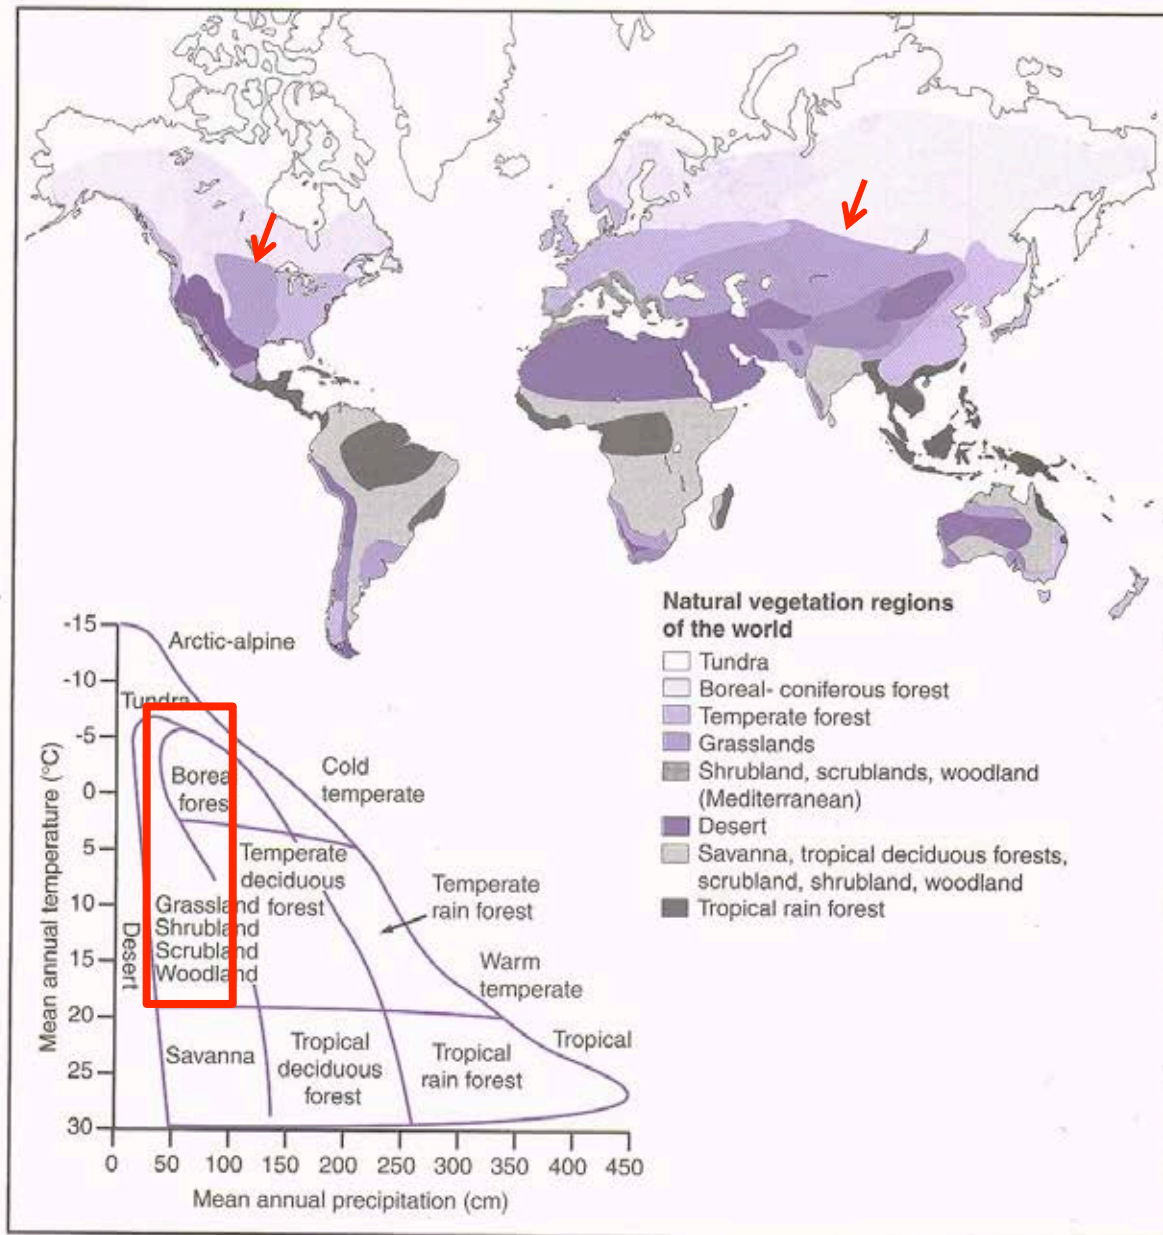 Natural vegetation regions
of the world
Tundra
Boreal- coniferous forest
Temperate forest
Grasslands
Shrubland, scrublands, woodland
(Mediterranean)
Desert
Savanna, tropical deciduous forests,
scrubland, shrubland, woodland
Tropical rain forest
Mean annual temperature (°C)
-15
-10
-5
0
5
10
15
20
25
30
Arctic-alpine
Tundra
Boreal
forest
Cold
temperate
Temperate
deciduous
forest
Temperate
rain forest
Grassland
Shrubland
Scrubland
Woodland
Desert
Warm
temperate
Savanna
Tropical
deciduous
forest
Tropical
rain forest
Tropical
0 50 100 150 200 250 300 350 400 450
Mean annual precipitation (cm)